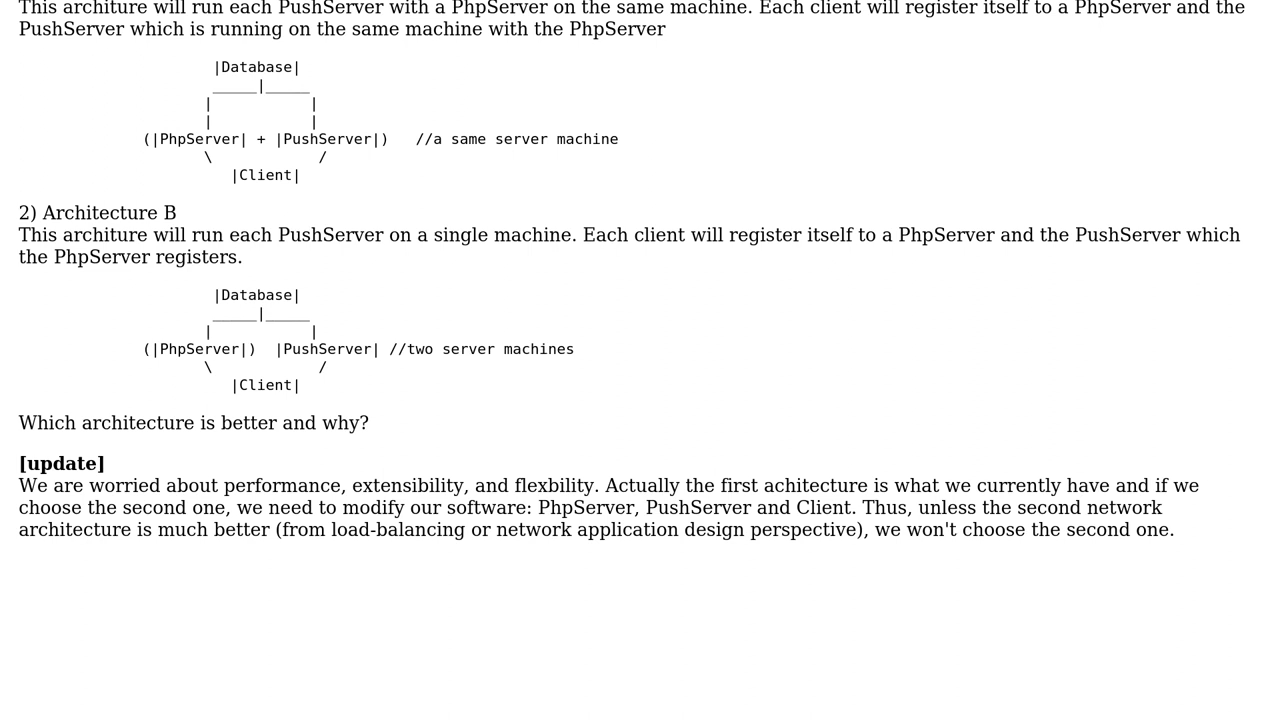 This architure will run each PushServer with a PhpServer on the same machine. Each client will register itself to a PhpServer and the
PushServer which is running on the same machine with the PhpServer
|Database|
_____|_____
|           |
|           |
(|PhpServer| + |PushServer|)   //a same server machine
\            /
|Client|
2) Architecture B
This architure will run each PushServer on a single machine. Each client will register itself to a PhpServer and the PushServer which
the PhpServer registers.
|Database|
_____|_____
|           |
(|PhpServer|)  |PushServer| //two server machines
\            /
|Client|
Which architecture is better and why?
[update]
We are worried about performance, extensibility, and flexbility. Actually the first achitecture is what we currently have and if we
choose the second one, we need to modify our software: PhpServer, PushServer and Client. Thus, unless the second network
architecture is much better (from load-balancing or network application design perspective), we won't choose the second one.